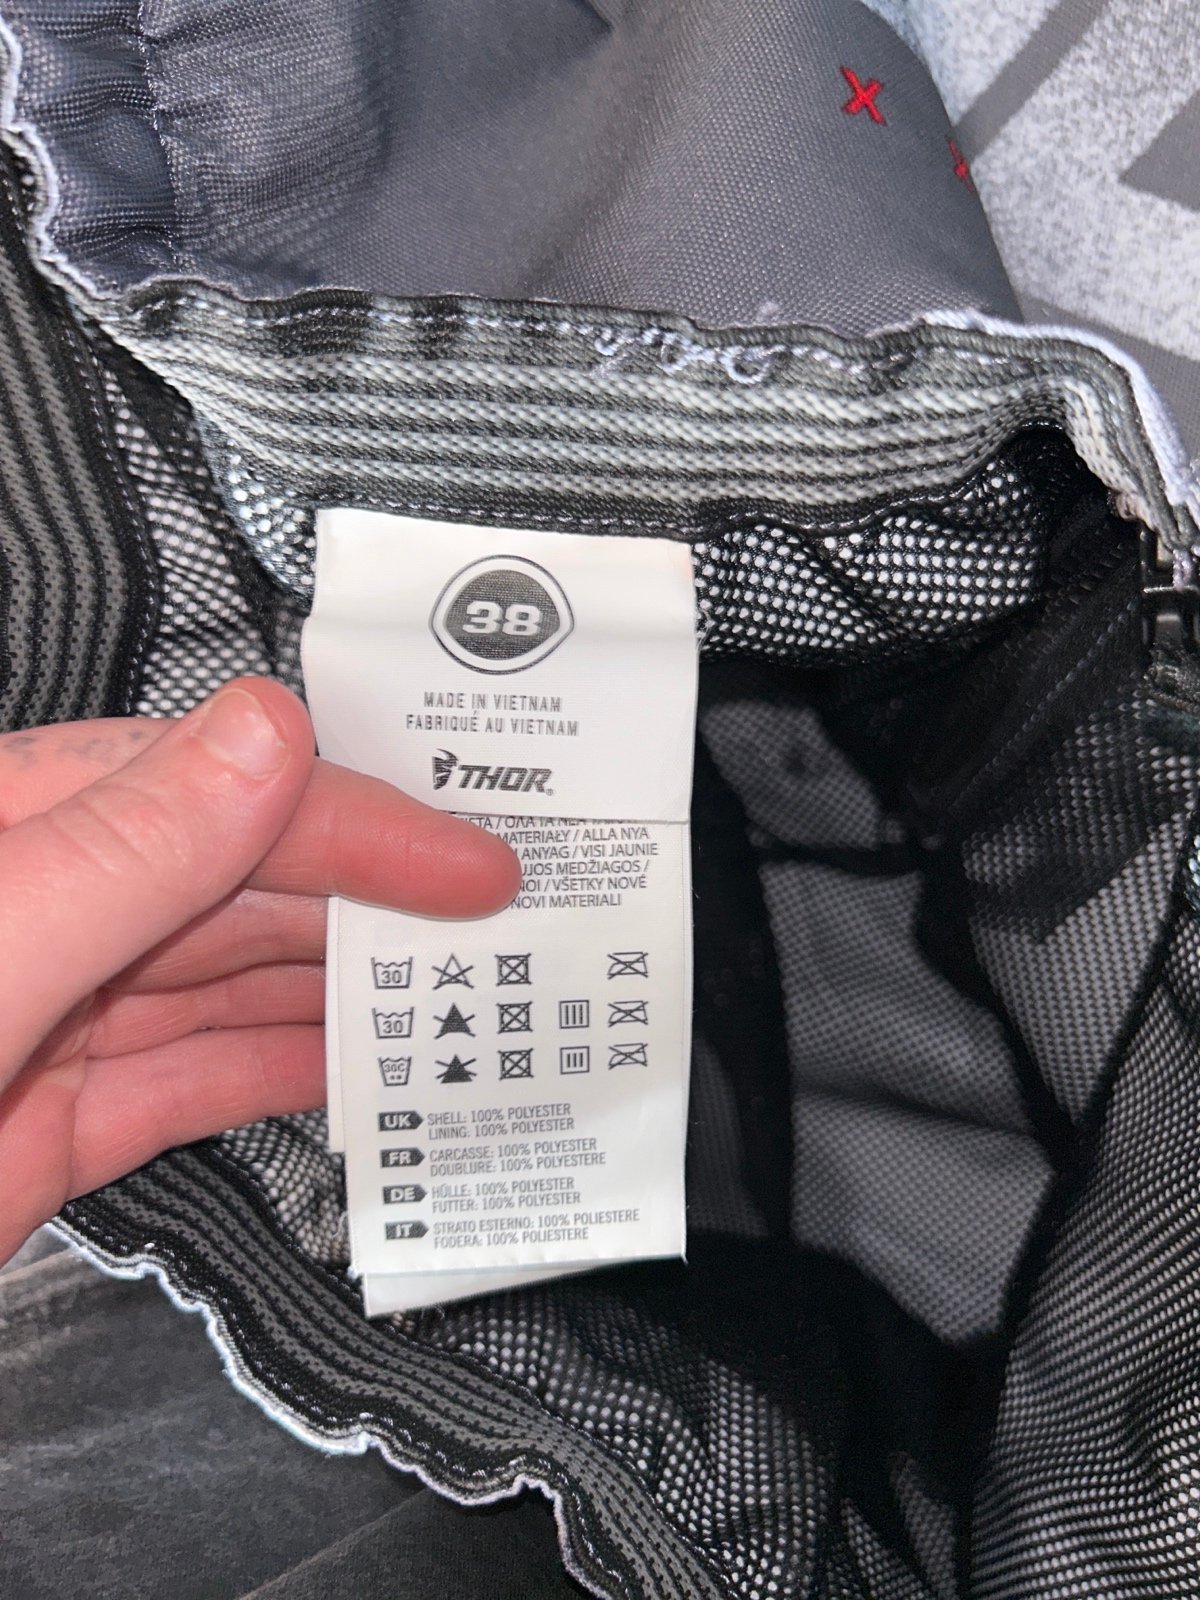 38
MADE IN VIETNAM
FABRIQUÉ AU VIETNAM
THOR®
MATERIAŁY / ALLA NYA
ANYAG / VISI JAUNIE
MEDŽIAGOS /
/ VŠETKY NOVÉ
NOVI MATERIALI
30
30
30C
UK SHELL: 100% POLYESTER
LINING: 100% POLYESTER
FR CARCASSE: 100% POLYESTER
DOUBLURE: 100% POLYESTERE
DE HÜLLE: 100% POLYESTER
FUTTER: 100% POLYESTER
IT STRATO ESTERNO: 100% POLIESTERE
FODERA: 100% POLIESTERE